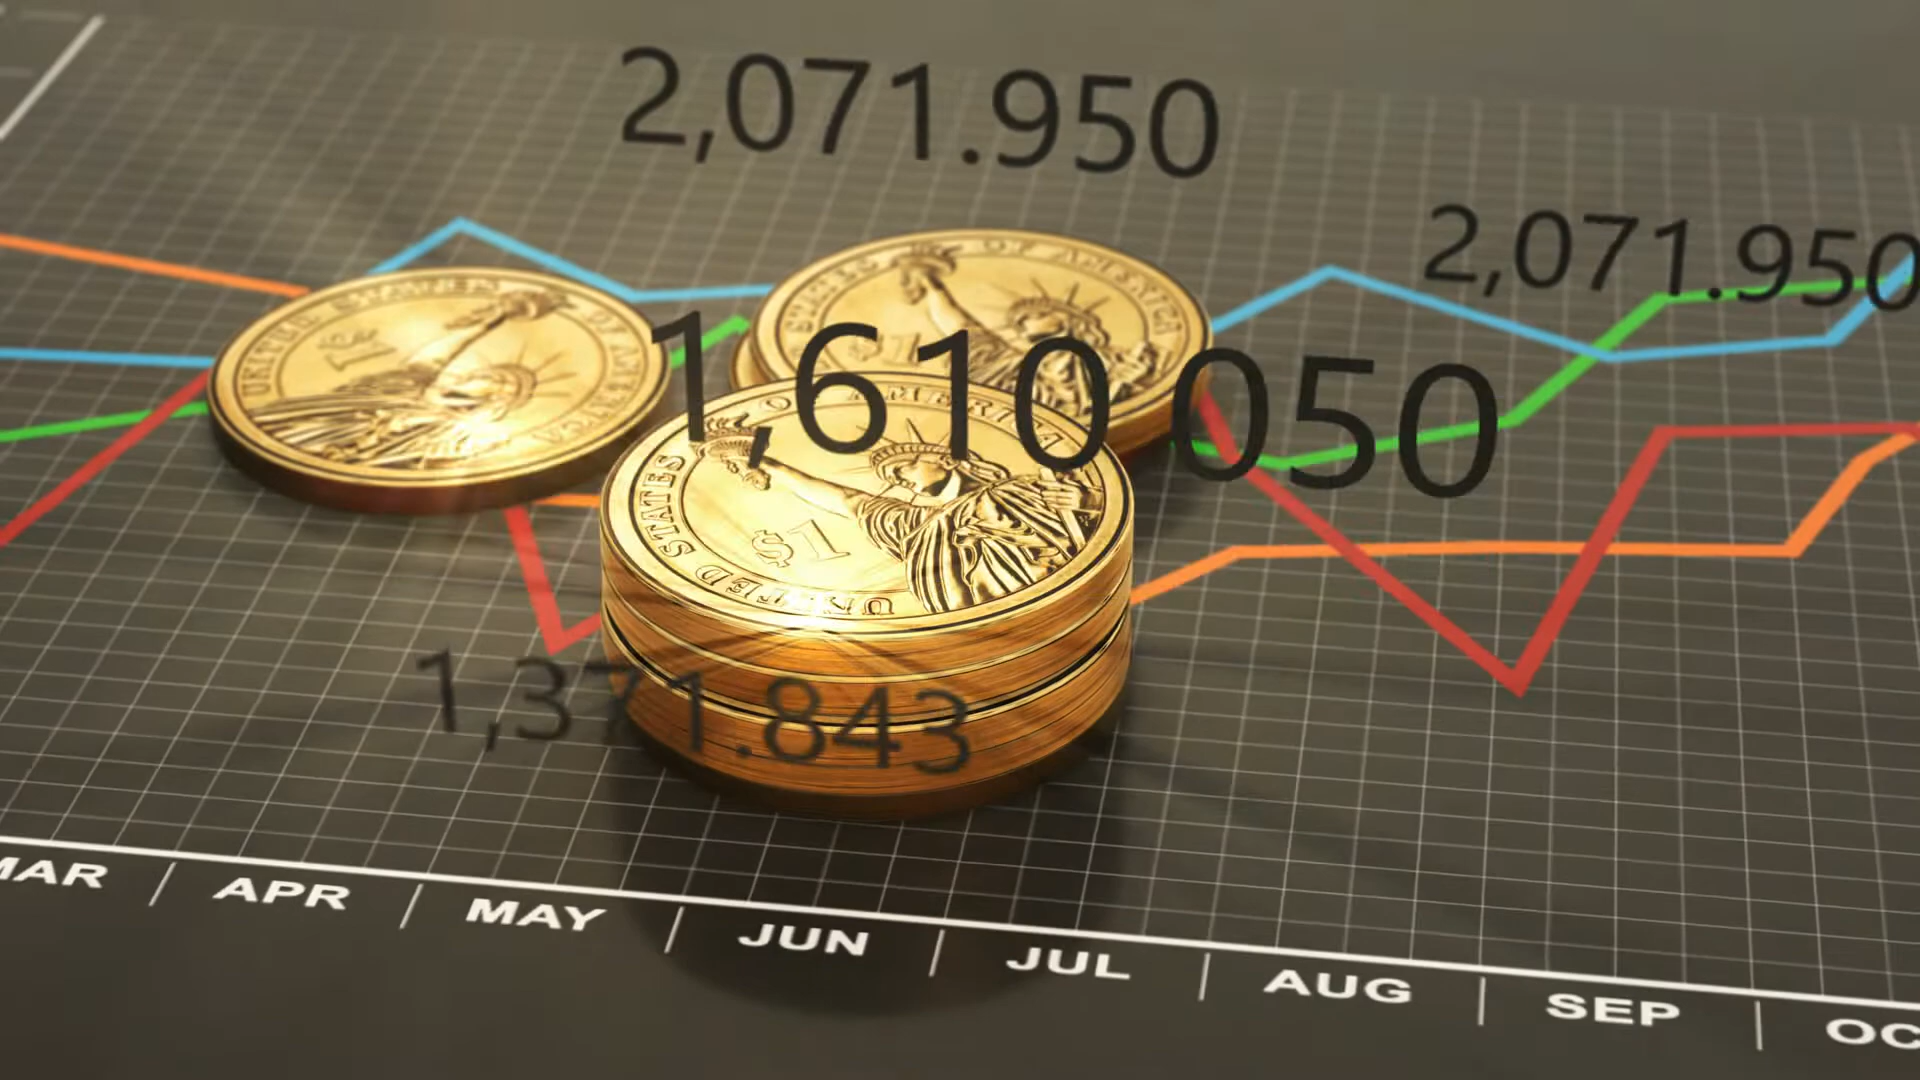 2,071.950
2,071.950
1,610 050
1,371.843
UNITED STATES OF AMERICA
$1
STATES OF AMERICA
$1
UNITED STATES OF AMERICA
$1
MAR
APR
MAY
JUN
JUL
AUG
SEP
OC